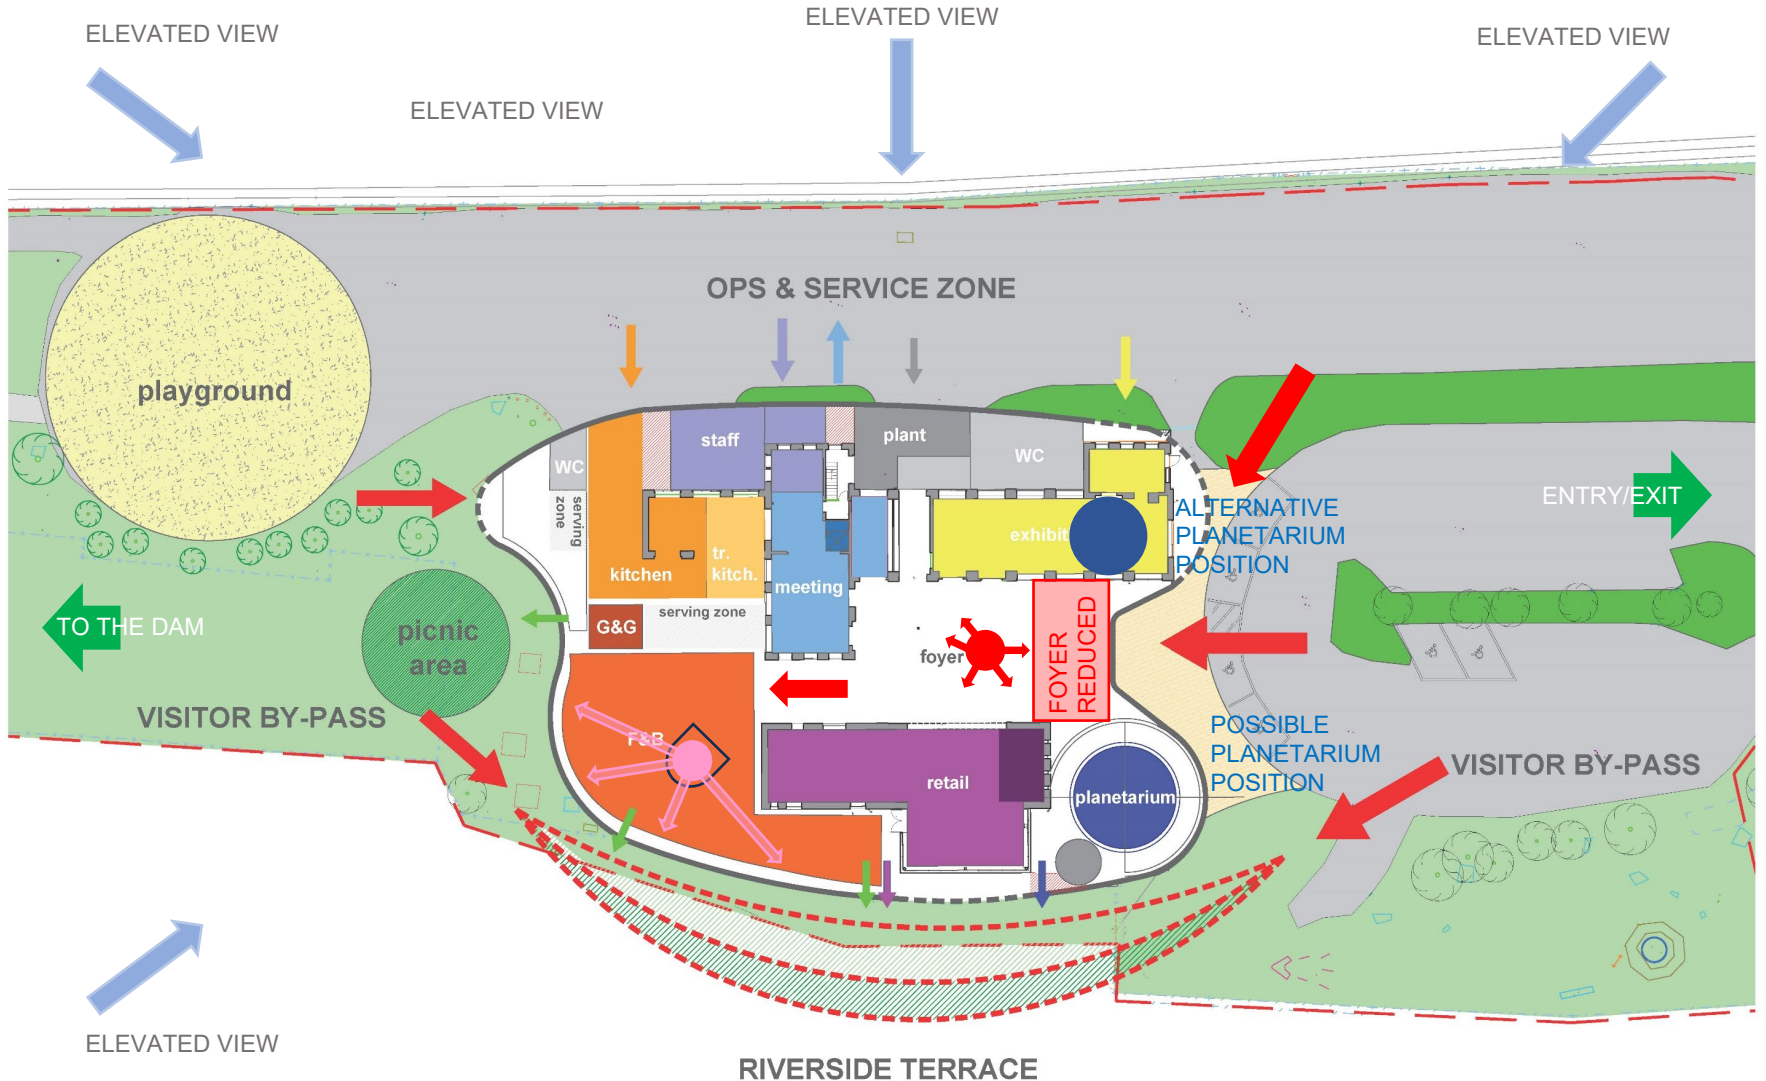 ELEVATED VIEW
ELEVATED VIEW
ELEVATED VIEW
ELEVATED VIEW
OPS & SERVICE ZONE
playground
staff
plant
WC
WC
serving
zone
ENTRY/EXIT
ALTERNATIVE
PLANETARIUM
POSITION
exhibit
kitchen
tr.
kitch.
meeting
serving zone
G&G
TO THE DAM
picnic
area
foyer
FOYER
REDUCED
VISITOR BY-PASS
F&B
retail
planetarium
POSSIBLE
PLANETARIUM
POSITION
VISITOR BY-PASS
ELEVATED VIEW
RIVERSIDE TERRACE